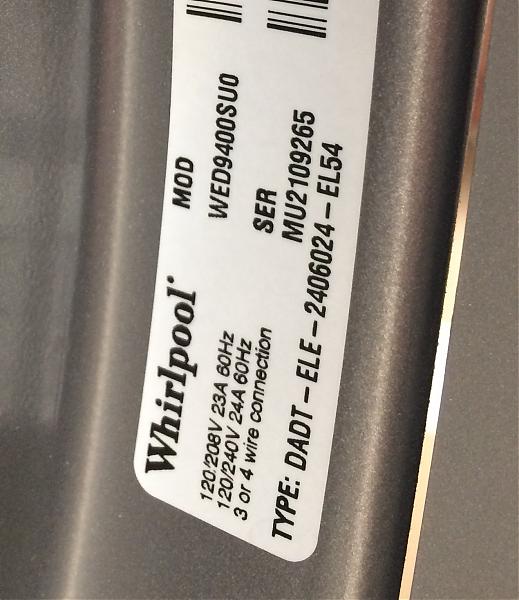 Whirlpool
120/208V 23A 60Hz
120/240V 24A 60Hz
3 or 4 wire connection
MOD
WED9400SU0
SER
MU2109265
TYPE: DADT – ELE – 2406024 – EL54